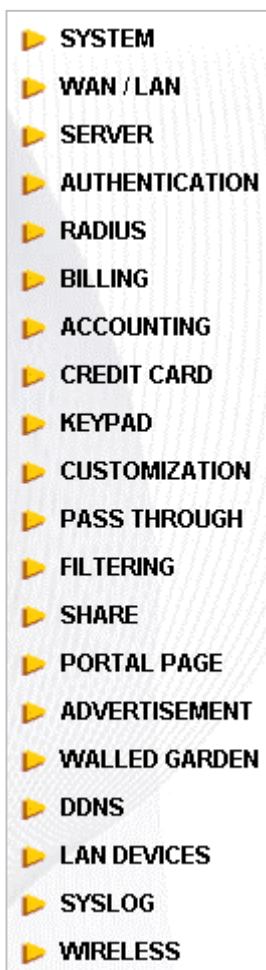 SYSTEM
WAN / LAN
SERVER
AUTHENTICATION
RADIUS
BILLING
ACCOUNTING
CREDIT CARD
KEYPAD
CUSTOMIZATION
PASS THROUGH
FILTERING
SHARE
PORTAL PAGE
ADVERTISEMENT
WALLED GARDEN
DDNS
LAN DEVICES
SYSLOG
WIRELESS